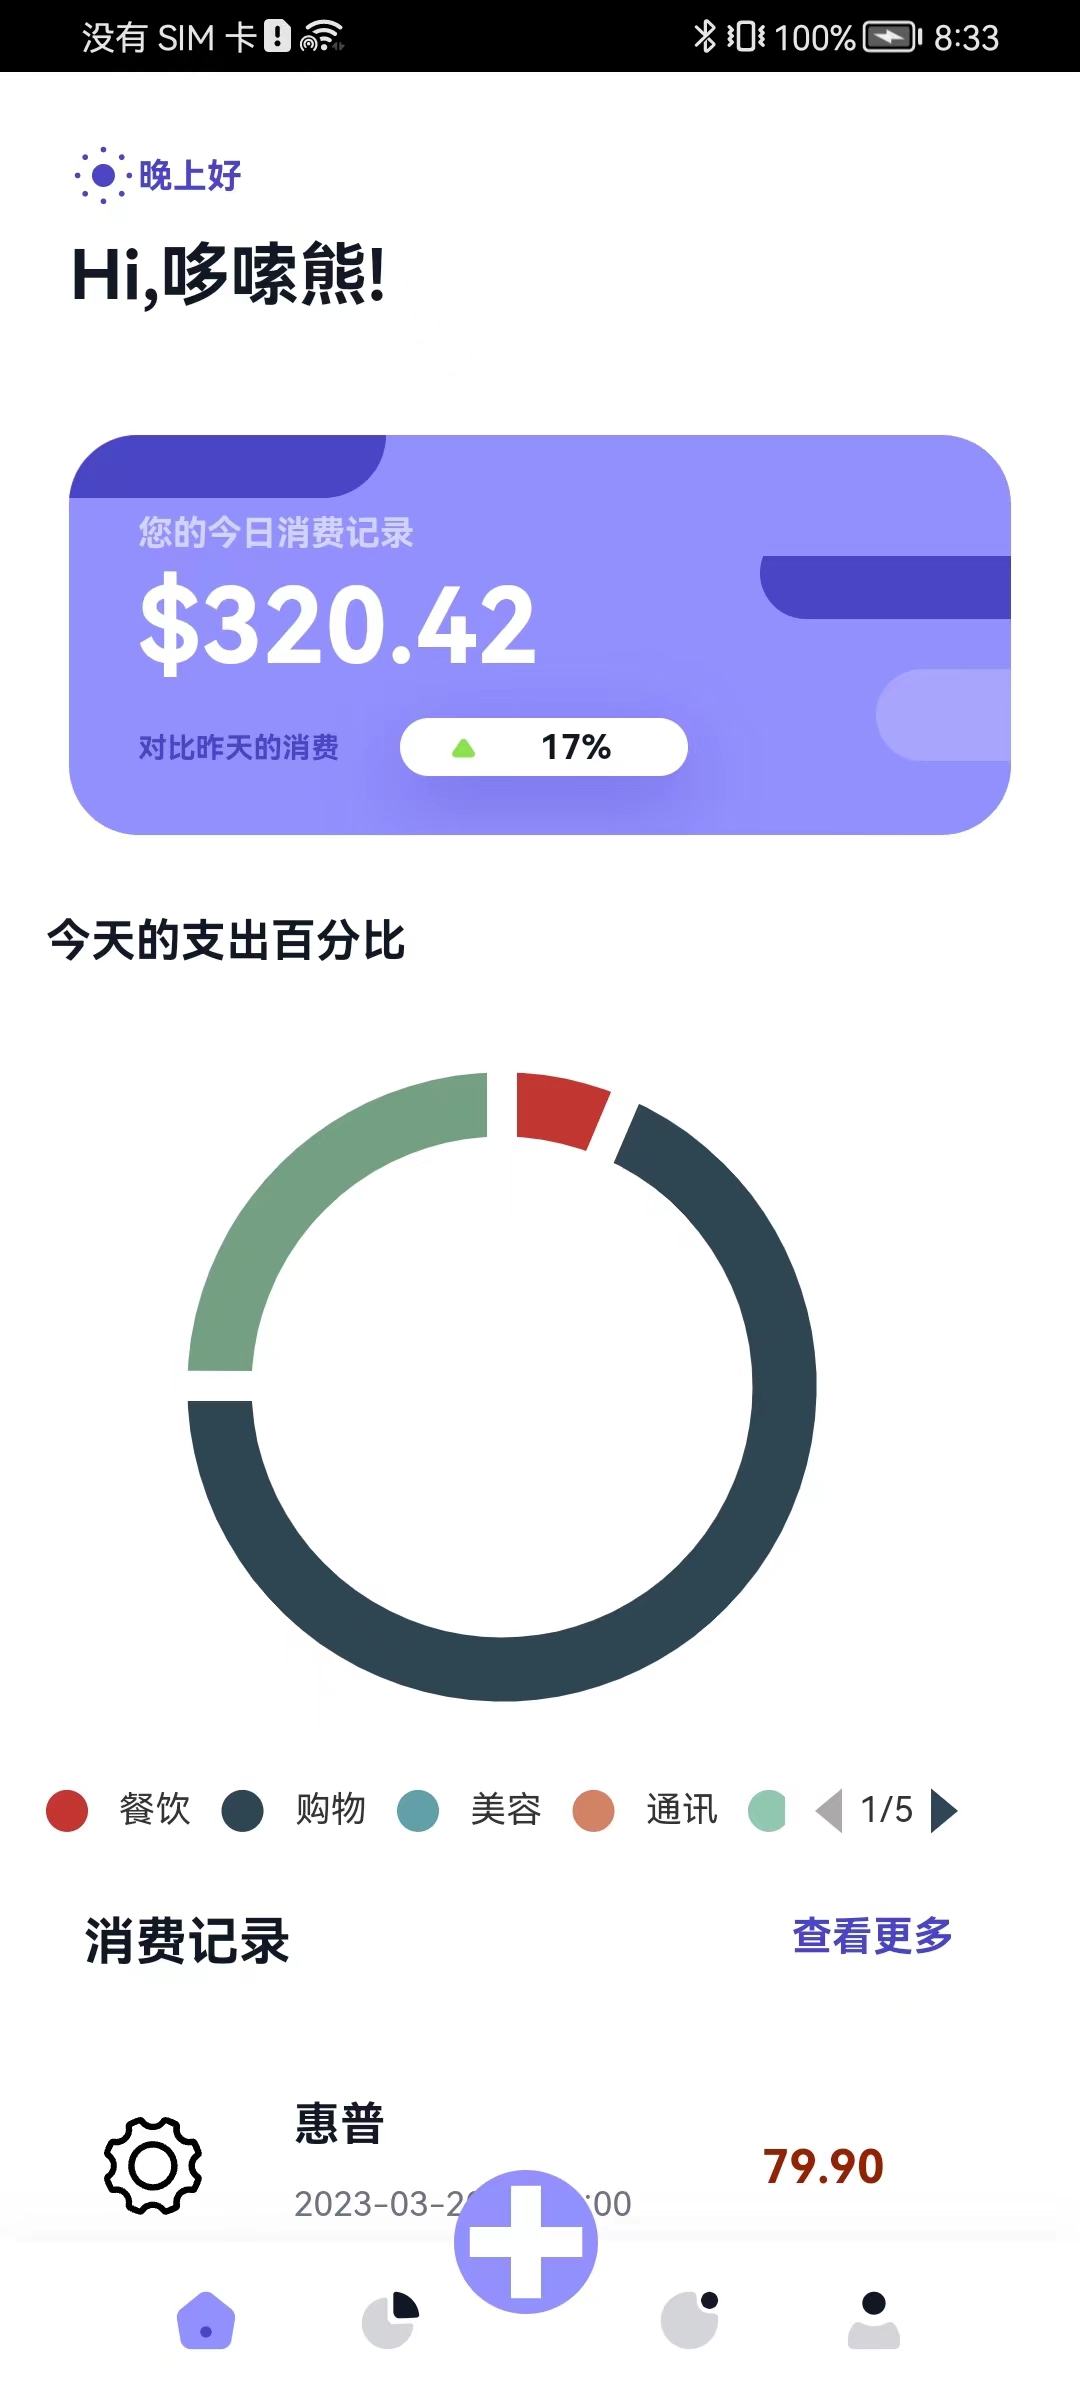 没有 SIM 卡 100% 8:33
晚上好
Hi,哆嗦熊!
您的今日消费记录
$320.42
对比昨天的消费 17%
今天的支出百分比
餐饮 购物 美容 通讯 1/5
消费记录 查看更多
惠普
79.90
2023-03-2 :00